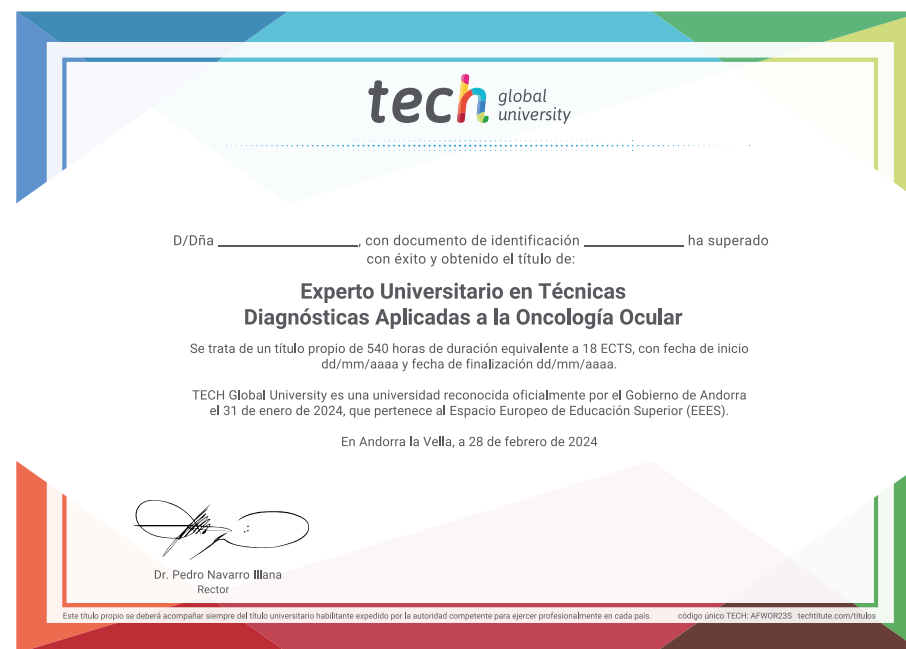 tech global university
D/Dña ____________________, con documento de identificación ______________ ha superado
con éxito y obtenido el título de:
Experto Universitario en Técnicas
Diagnósticas Aplicadas a la Oncología Ocular
Se trata de un título propio de 540 horas de duración equivalente a 18 ECTS, con fecha de inicio
dd/mm/aaaa y fecha de finalización dd/mm/aaaa.
TECH Global University es una universidad reconocida oficialmente por el Gobierno de Andorra
el 31 de enero de 2024, que pertenece al Espacio Europeo de Educación Superior (EEES).
En Andorra la Vella, a 28 de febrero de 2024
Dr. Pedro Navarro Illana
Rector
Este título propio se deberá acompañar siempre del título universitario habilitante expedido por la autoridad competente para ejercer profesionalmente en cada país. código único TECH: AFWOR23S techtitute.com/titulos